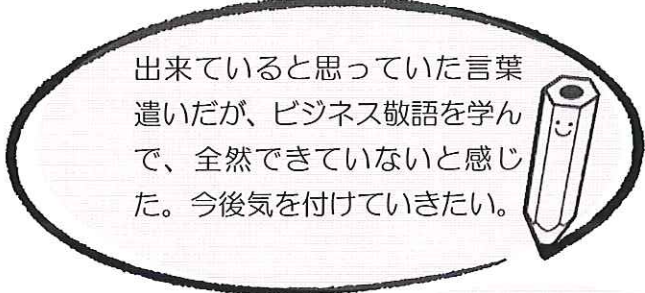 出来ていると思っていた言葉
遣いだが、ビジネス敬語を学ん
で、全然できていないと感じ
た。今後気を付けていきたい。